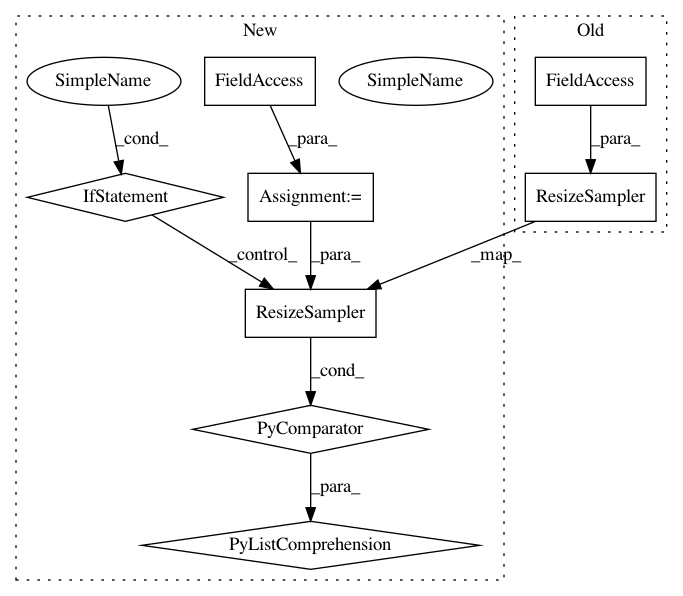 New
Old
SimpleName
FieldAccess
SimpleName
FieldAccess
_cond_
_para_
_para_
IfStatement
Assignment:=
ResizeSampler
_control_
_para_
_map_
ResizeSampler
_cond_
PyComparator
_para_
PyListComprehension